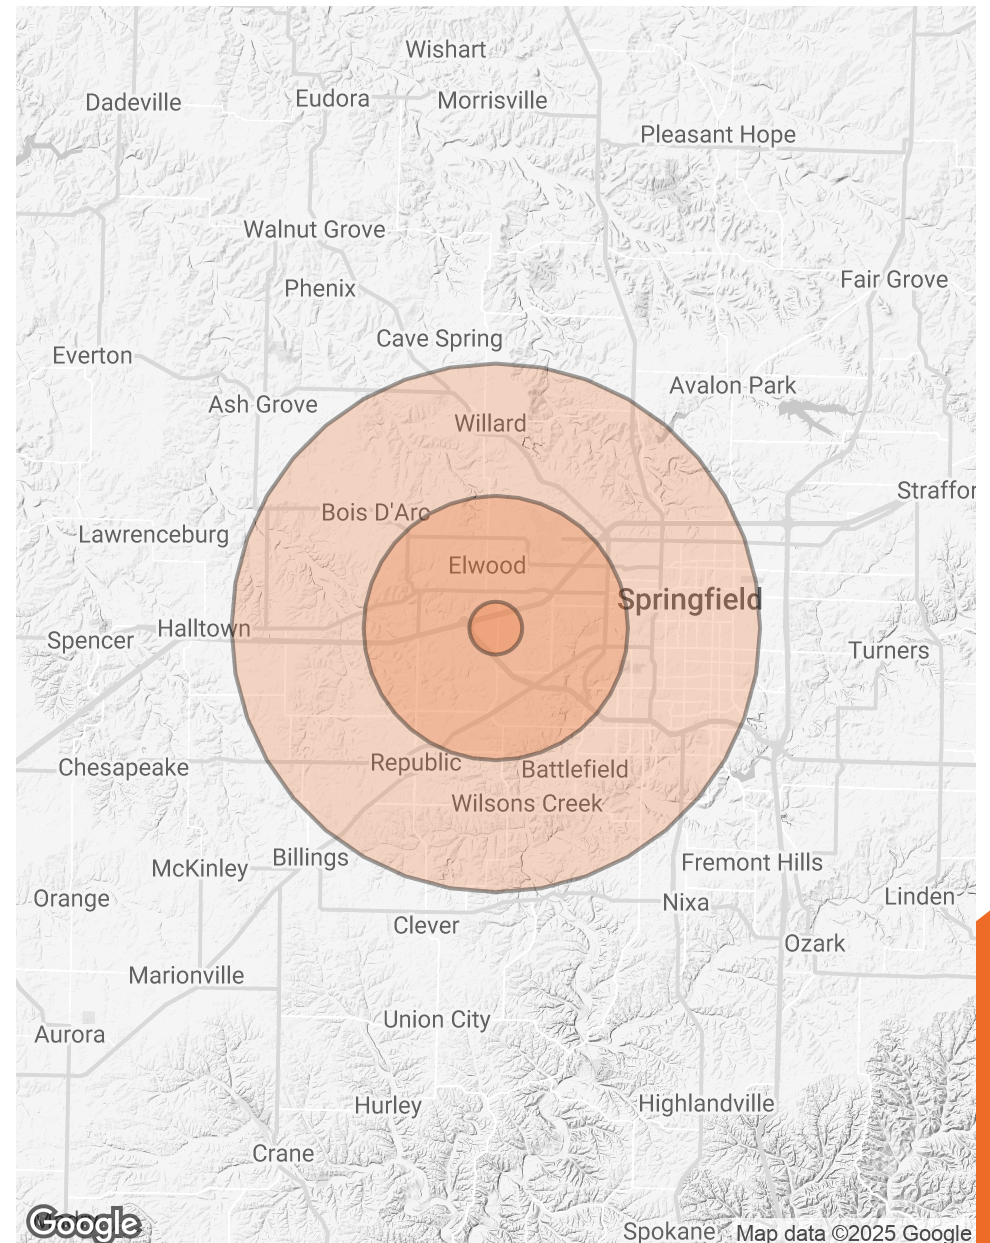 Wishart
Dadeville
Eudora
Morrisville
Pleasant Hope
Walnut Grove
Fair Grove
Phenix
Cave Spring
Everton
Avalon Park
Ash Grove
Willard
Straffor
Bois D'Arc
Lawrenceburg
Elwood
Springfield
Halltown
Spencer
Turners
Republic
Chesapeake
Battlefield
Wilsons Creek
Billings
McKinley
Fremont Hills
Orange
Linden
Nixa
Clever
Ozark
Marionville
Union City
Aurora
Hurley
Highlandville
Crane
Google
Spokane
Map data ©2025 Google